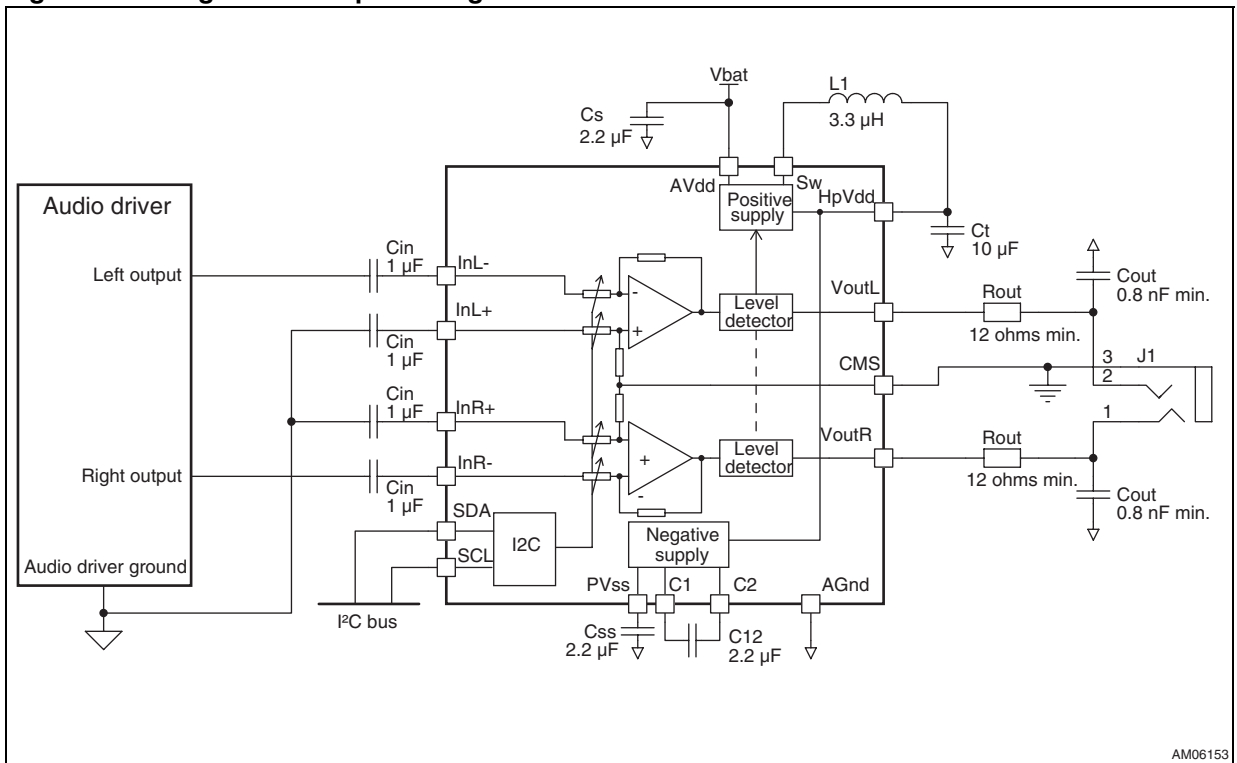 Vbat
L1
3.3 µH
Cs
2.2 µF
AVdd
Sw
HpVdd
Positive
supply
Ct
10 µF
Audio driver
Left output
Cin
1 µF
InL-
InL+
Cin
1 µF
-
+
Level
detector
VoutL
Rout
12 ohms min.
Cout
0.8 nF min.
CMS
3
2
J1
1
Cin
1 µF
InR+
Right output
Cin
1 µF
InR-
+
-
Level
detector
VoutR
Rout
12 ohms min.
Cout
0.8 nF min.
SDA
SCL
I2C
I²C bus
Negative
supply
Audio driver ground
PVss
C1
C2
AGnd
Css
2.2 µF
C12
2.2 µF
AM06153